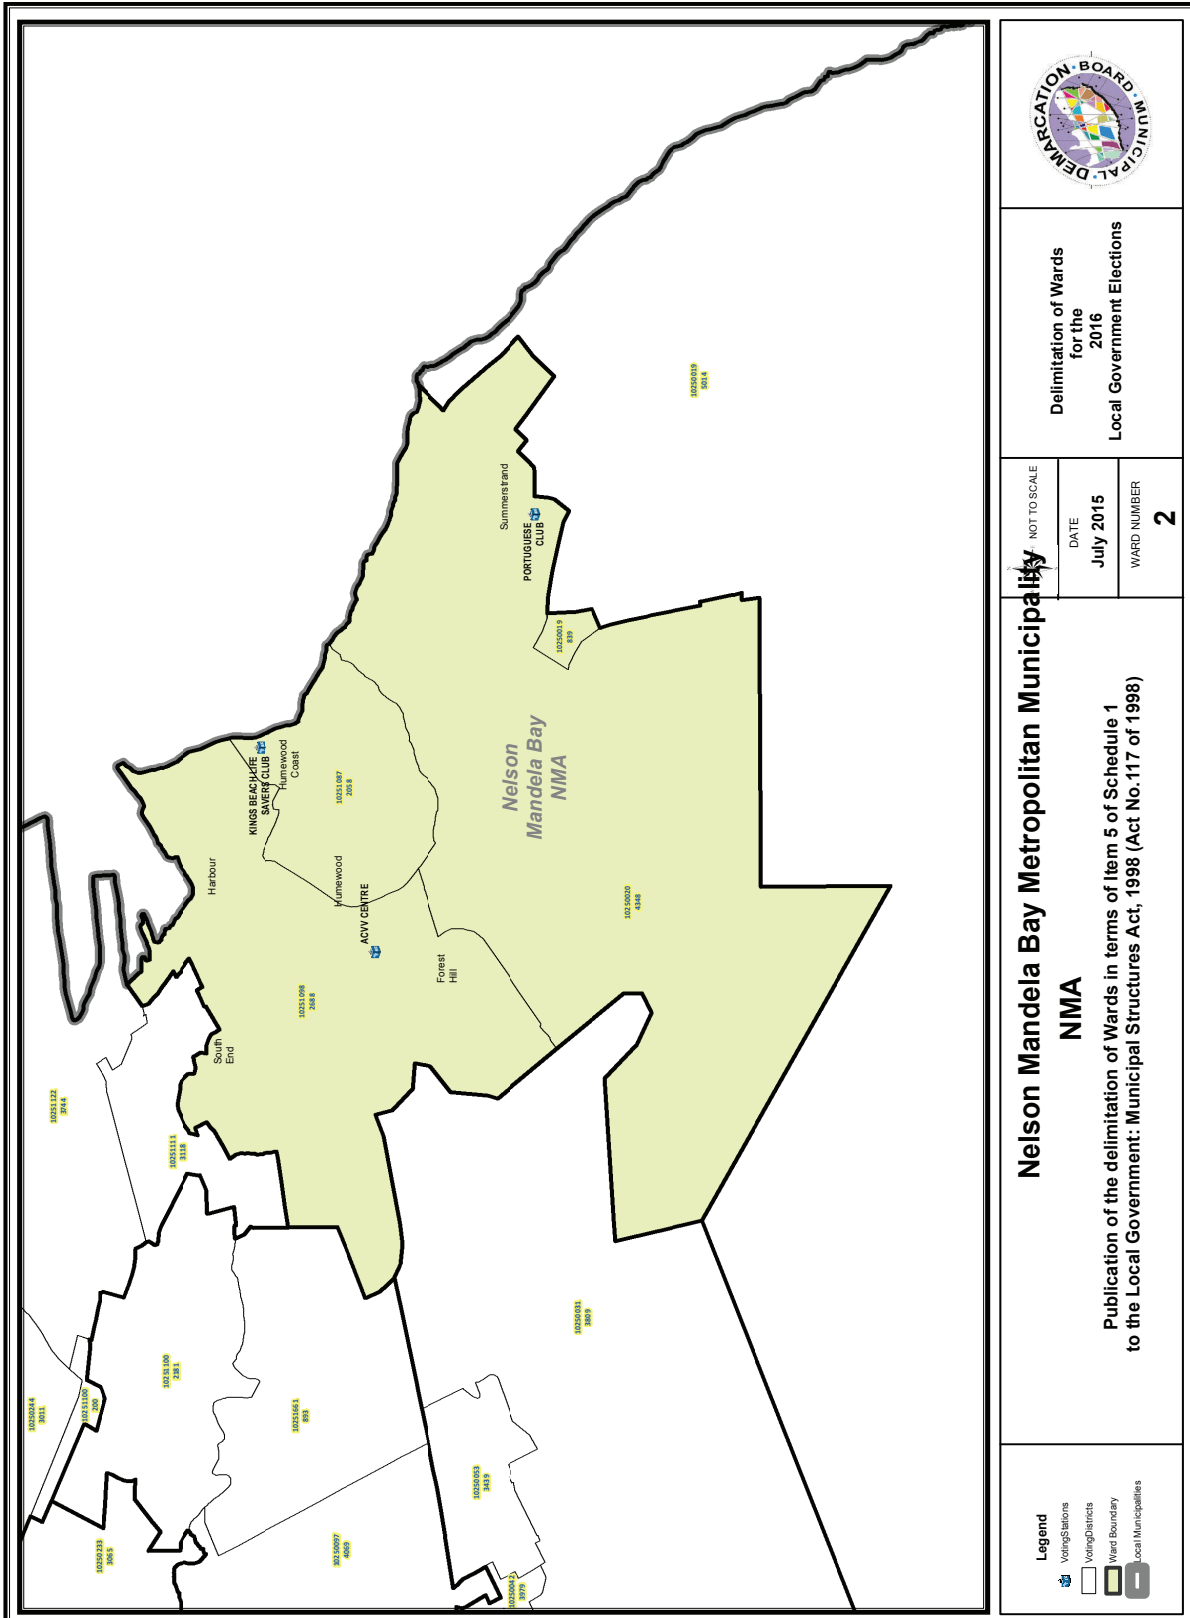 10250244
3011
10251100
200
10250233
3065
10251122
3744
10251111
3118
10251100
2181
10251661
893
10250097
4069
10250053
3439
10250042
3979
10250031
3809
South
End
Harbour
10251098
2688
KINGS BEACH LIFE
SAVERS CLUB
Humewood
Coast
10251087
2058
Humewood
ACVV CENTRE
Forest
Hill
Nelson
Mandela Bay
NMA
10250020
4348
Summerstrand
PORTUGUESE
CLUB
10250019
839
10250019
5014
Legend
VotingStations
VotingDistricts
Ward Boundary
Local Municipalities
Nelson Mandela Bay Metropolitan Municipality
NMA
Publication of the delimitation of Wards in terms of Item 5 of Schedule 1
to the Local Government: Municipal Structures Act, 1998 (Act No.117 of 1998)
NOT TO SCALE
DATE
July 2015
WARD NUMBER
2
Delimitation of Wards
for the
2016
Local Government Elections
MUNICIPAL · DEMARCATION · BOARD ·